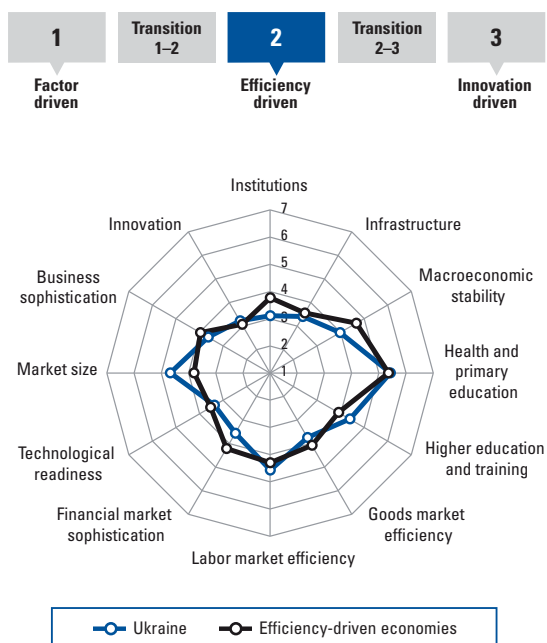 1
Transition
1–2
2
Transition
2–3
3
Factor
driven
Efficiency
driven
Innovation
driven
Institutions
7
Innovation
Infrastructure
6
5
Business
sophistication
Macroeconomic
stability
4
3
2
Market size
1
Health and
primary
education
Technological
readiness
Higher education
and training
Financial market
sophistication
Goods market
efficiency
Labor market efficiency
Ukraine
Efficiency-driven economies